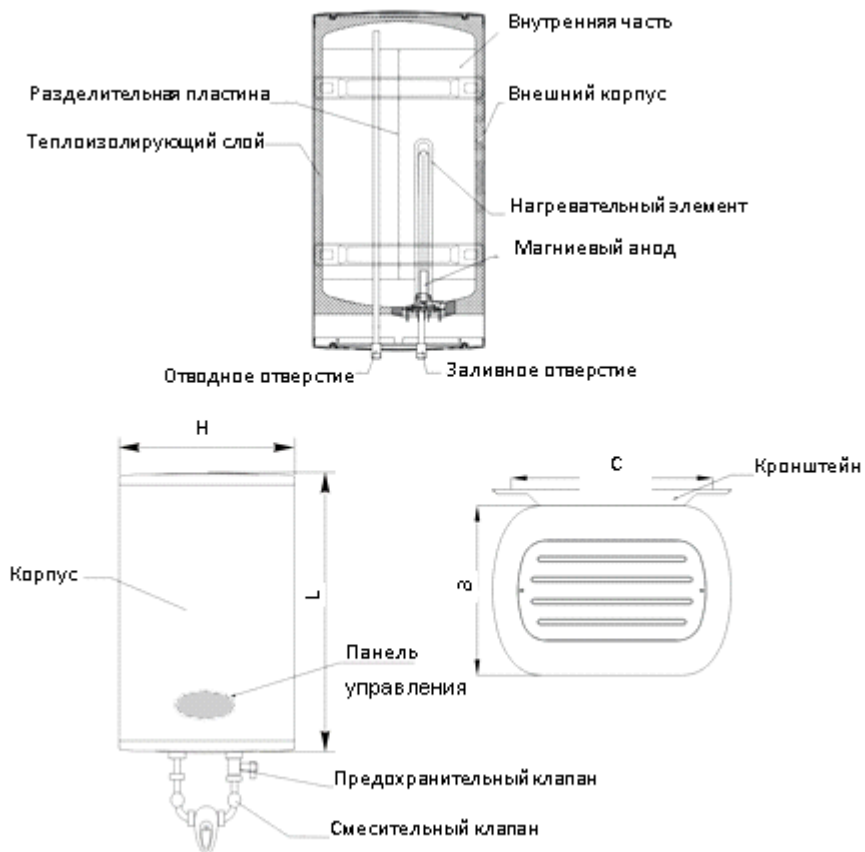 Внутренняя часть
Разделительная пластина
Внешний корпус
Теплоизолирующий слой
Нагревательный элемент
Магниевый анод
Отводное отверстие
Заливное отверстие
H
C
Кронштейн
Корпус
L
B
Панель
управления
Предохранительный клапан
Смесительный клапан